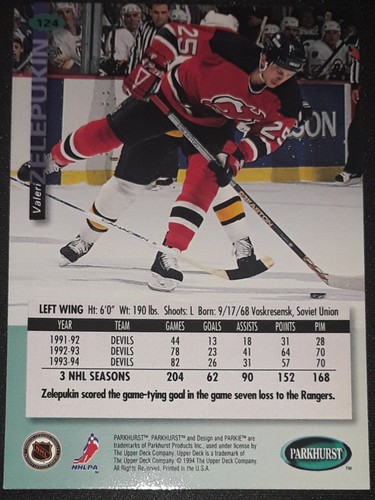 124
Valeri ZELEPUKIN
25
25
EASTON
LEFT WING Ht: 6'0" Wt: 190 lbs. Shoots: L Born: 9/17/68 Voskresensk, Soviet Union
YEAR TEAM GAMES GOALS ASSISTS POINTS PIM
1991-92 DEVILS 44 13 18 31 28
1992-93 DEVILS 78 23 41 64 70
1993-94 DEVILS 82 26 31 57 70
3 NHL SEASONS 204 62 90 152 168
Zelepukin scored the game-tying goal in the game seven loss to the Rangers.
NHLPA
PARKHURST™, PARKHURST™ and Design and PARKIE™ are
trademarks of Parkhurst Products Inc., used under license to
The Upper Deck Company. Upper Deck is a trademark of
The Upper Deck Company. © 1994 The Upper Deck Company.
All Rights Reserved. Printed in the U.S.A.
PARKHURST
TM